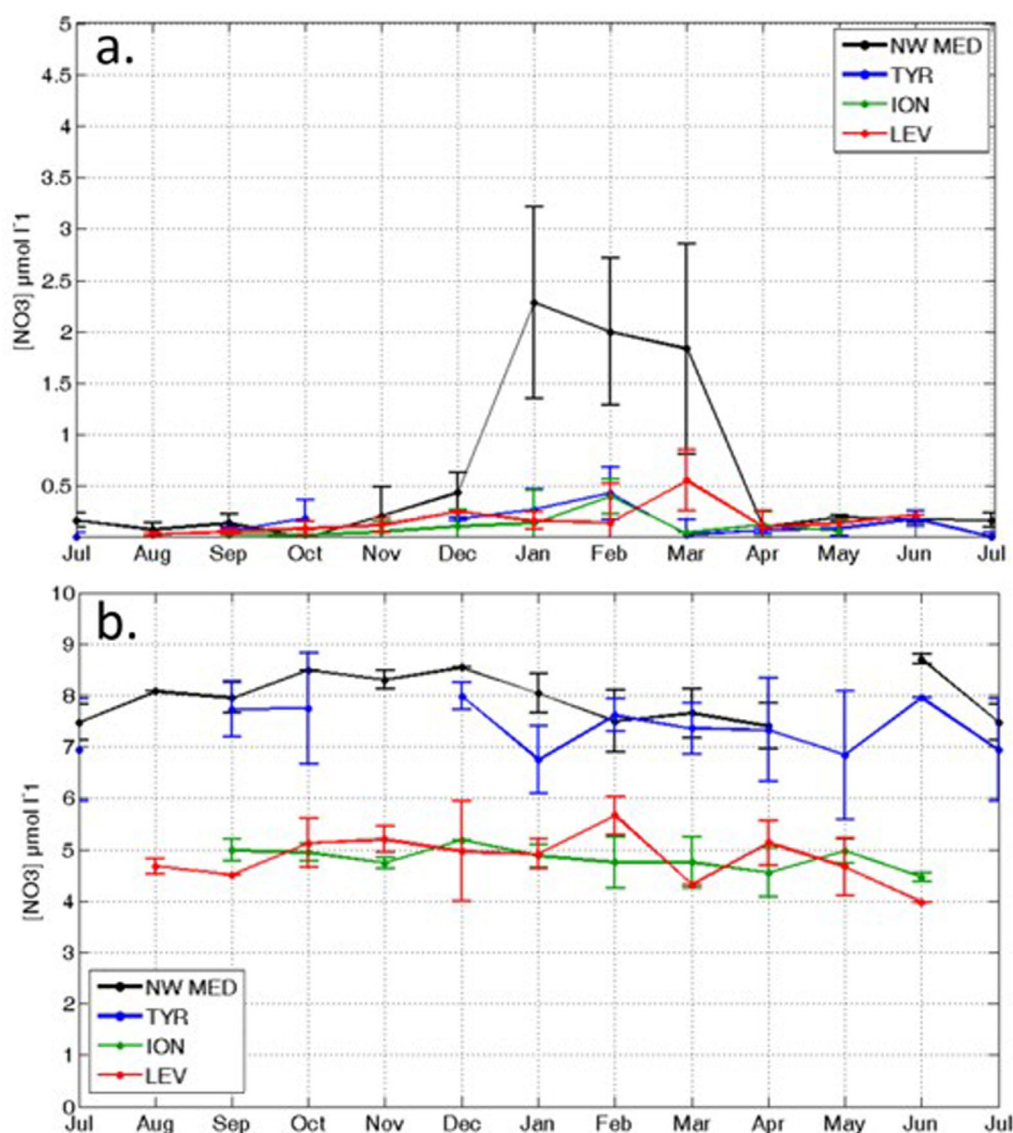 a.
5
4.5
4
3.5
3
2.5
2
1.5
1
0.5
[NO3] µmol l-1
NW MED
TYR
ION
LEV
Jul Aug Sep Oct Nov Dec Jan Feb Mar Apr May Jun Jul
b.
10
9
8
7
6
5
4
3
2
1
0
[NO3] µmol l-1
NW MED
TYR
ION
LEV
Jul Aug Sep Oct Nov Dec Jan Feb Mar Apr May Jun Jul